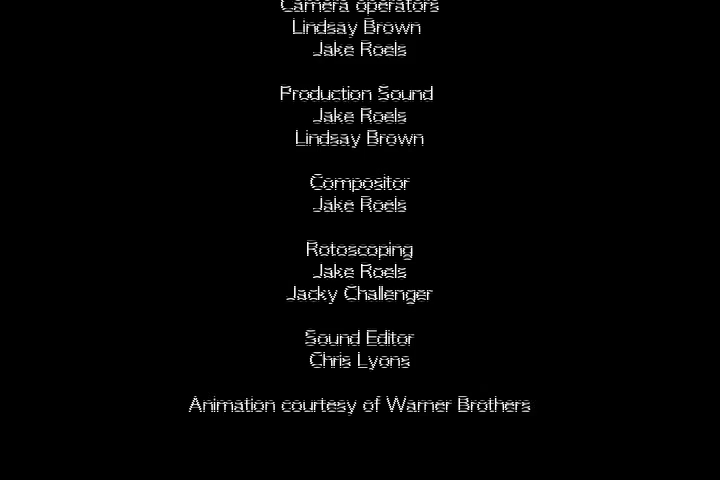 Camera operators
Lindsay Brown
Jake Roels
Production Sound
Jake Roels
Lindsay Brown
Compositor
Jake Roels
Rotoscoping
Jake Roels
Jacky Challenger
Sound Editor
Chris Lyons
Animation courtesy of Warner Brothers